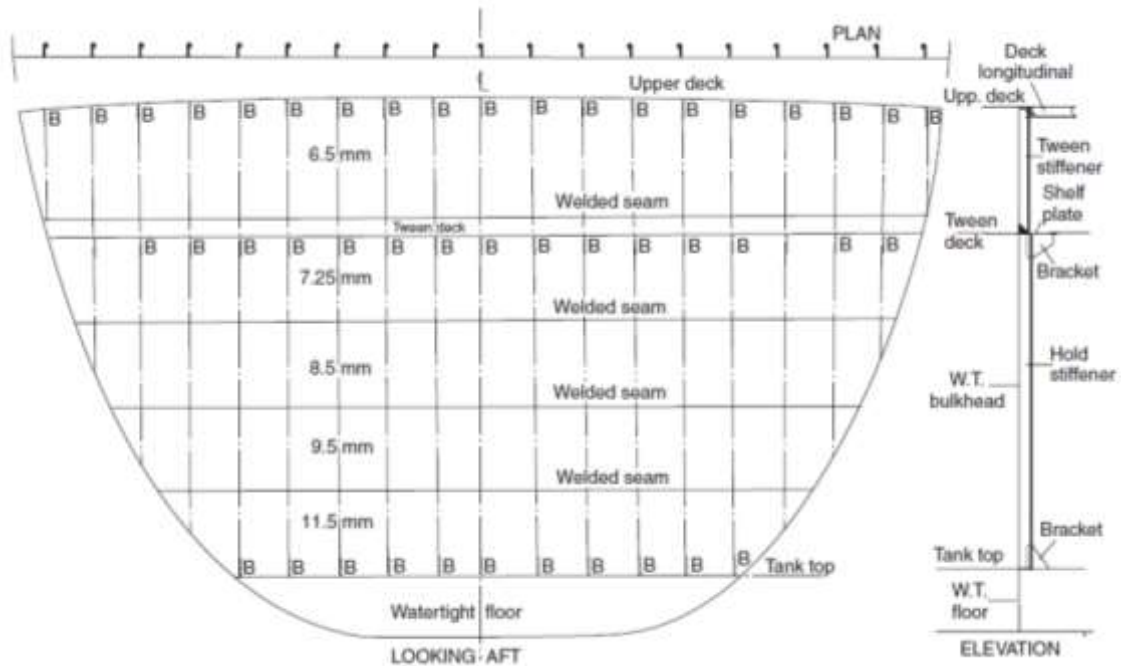 PLAN
℄
Upper deck
B B B B B B B B B B B B B B B B B B B
6.5 mm
Welded seam
Tween deck
B B B B B B B B B B B B B B B
7.25 mm
Welded seam
8.5 mm
Welded seam
9.5 mm
Welded seam
11.5 mm
B B B B B B B B B B B
Tank top
Watertight floor
LOOKING AFT
Deck
longitudinal
Upp. deck
Tween
stiffener
Shelf
plate
Tween
deck
Bracket
Hold
stiffener
W.T.
bulkhead
Bracket
Tank top
W.T.
floor
ELEVATION